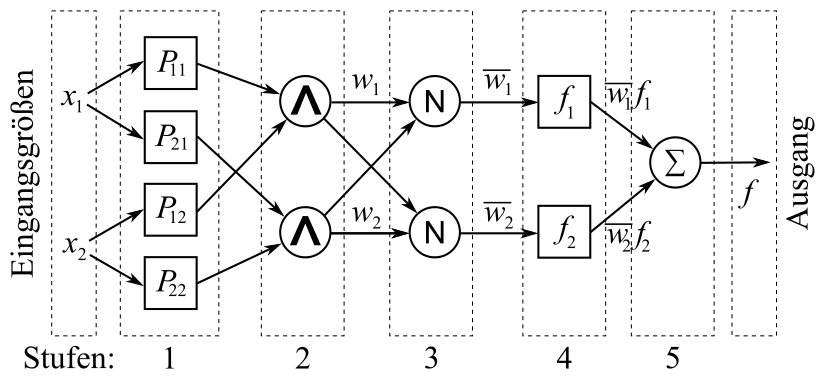 Eingangsgrößen
x₁
x₂
P₁₁
P₂₁
P₁₂
P₂₂
∧
∧
w₁
w₂
N
N
w̅₁
w̅₂
f₁
f₂
w̅₁f₁
w̅₂f₂
Σ
f
Ausgang
Stufen: 1 2 3 4 5